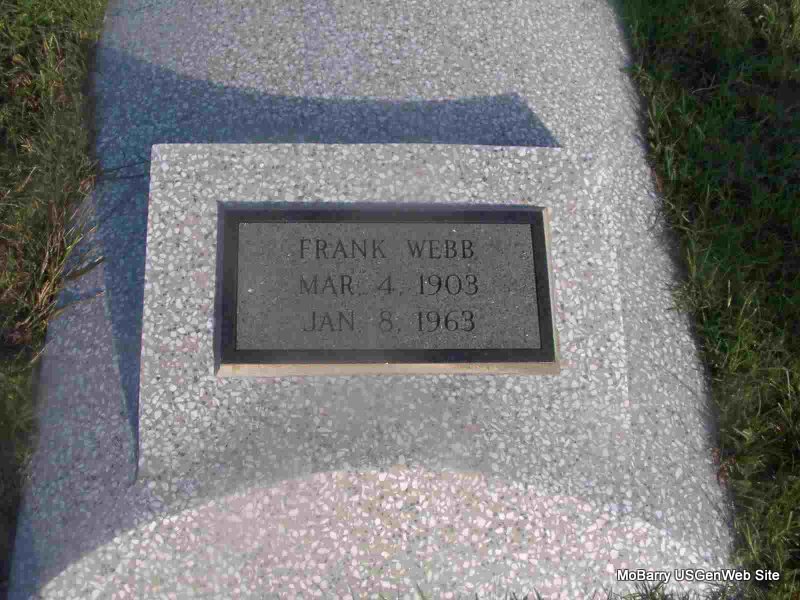 FRANK WEBB
MAR. 4, 1903
JAN. 8, 1963
MoBarry USGenWeb Site